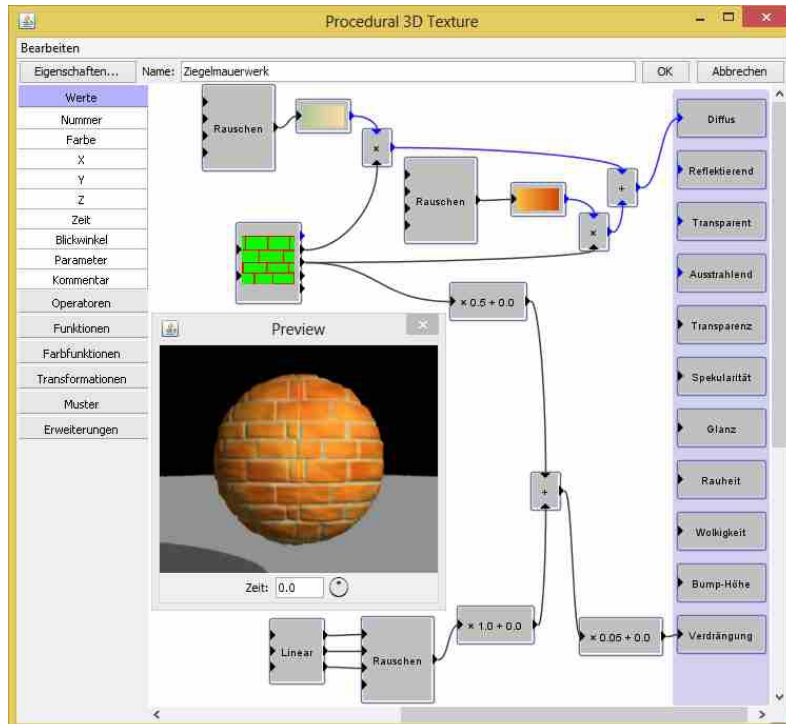 Procedural 3D Texture
Bearbeiten
Eigenschaften... Name: Ziegelmauerwerk OK Abbrechen
Werte
Nummer
Farbe
X
Y
Z
Zeit
Blickwinkel
Parameter
Kommentar
Operatoren
Funktionen
Farbfunktionen
Transformationen
Muster
Erweiterungen
Rauschen
×
Rauschen
+
×
× 0.5 + 0.0
Preview
Zeit: 0.0
+
Linear
Rauschen
× 1.0 + 0.0
× 0.05 + 0.0
Diffus
Reflektierend
Transparent
Ausstrahlend
Transparenz
Spekularität
Glanz
Rauheit
Wolkigkeit
Bump-Höhe
Verdrängung